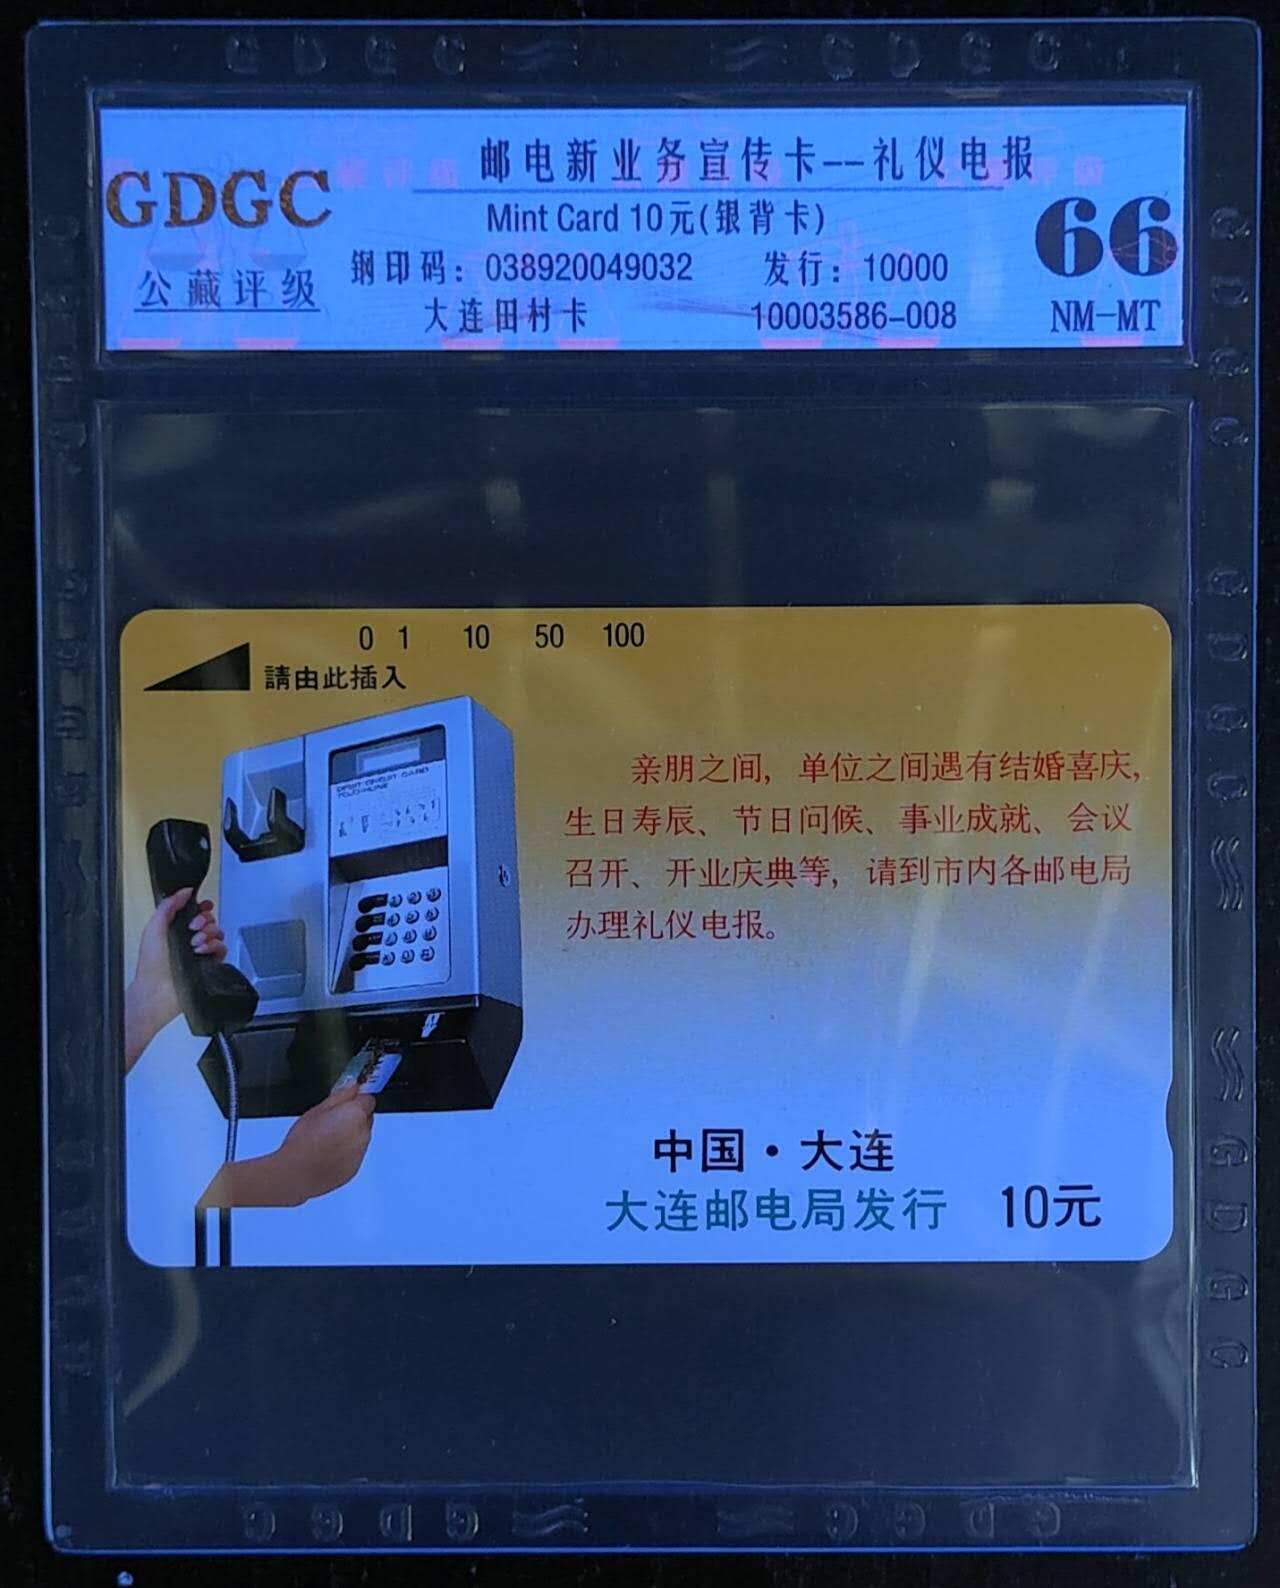 GDGC
公藏评级
邮电新业务宣传卡--礼仪电报
Mint Card 10元(银背卡)
钢印码：038920049032 发行：10000
大连田村卡 10003586-008
66
NM-MT
0 1 10 50 100
請由此插入
亲朋之间，单位之间遇有结婚喜庆，
生日寿辰、节日问候、事业成就、会议
召开、开业庆典等，请到市内各邮电局
办理礼仪电报。
中国·大连
大连邮电局发行 10元